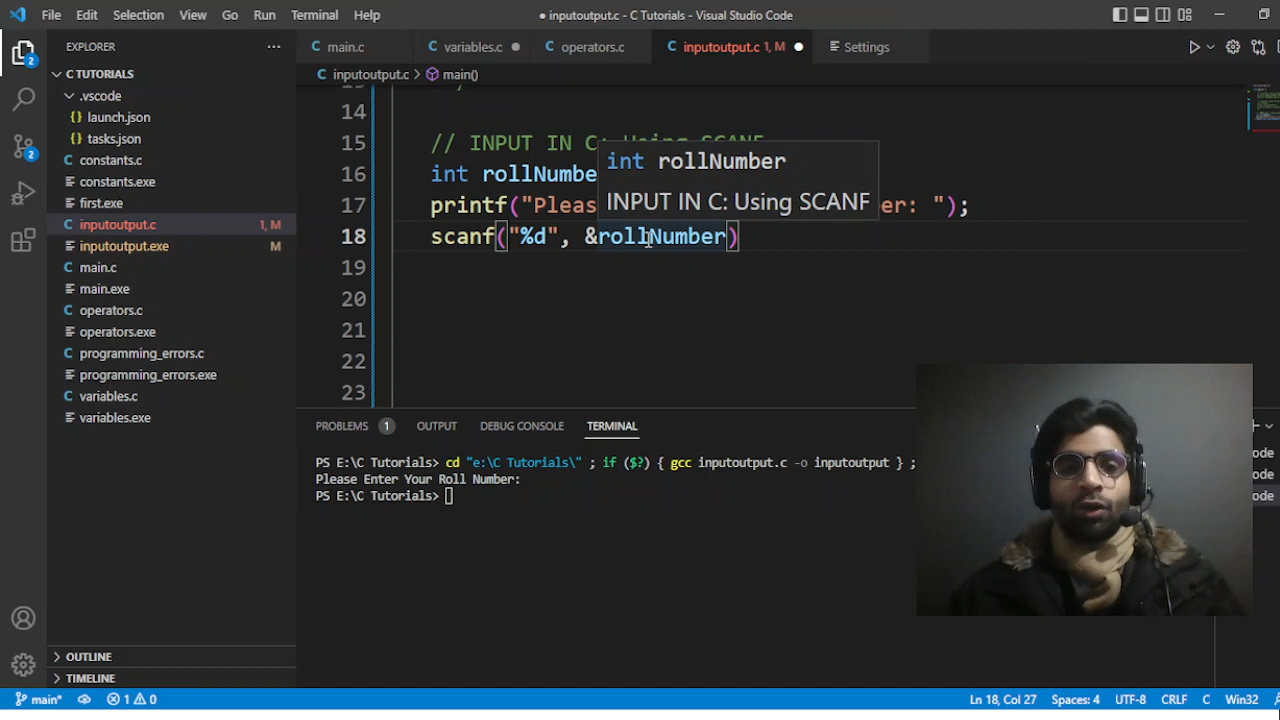 File Edit Selection View Go Run Terminal Help
● inputoutput.c - C Tutorials - Visual Studio Code
EXPLORER ...
main.c variables.c operators.c inputoutput.c 1, M Settings
inputoutput.c > main()
C TUTORIALS
.vscode
launch.json
tasks.json
constants.c
constants.exe
first.exe
inputoutput.c 1, M
inputoutput.exe M
main.c
main.exe
operators.c
operators.exe
programming_errors.c
programming_errors.exe
variables.c
variables.exe
OUTLINE
TIMELINE
2
2
14
15 // INPUT IN C: Using SCANF
16 int rollNumbe
int rollNumber
INPUT IN C: Using SCANF
17 printf("Pleas er: ");
18 scanf("%d", &rollNumber)
19
20
21
22
23
PROBLEMS 1 OUTPUT DEBUG CONSOLE TERMINAL
PS E:\C Tutorials> cd "e:\C Tutorials\" ; if ($?) { gcc inputoutput.c -o inputoutput } ;
Please Enter Your Roll Number:
PS E:\C Tutorials>
ode
ode
ode
main* 1 0 Ln 18, Col 27 Spaces: 4 UTF-8 CRLF C Win32